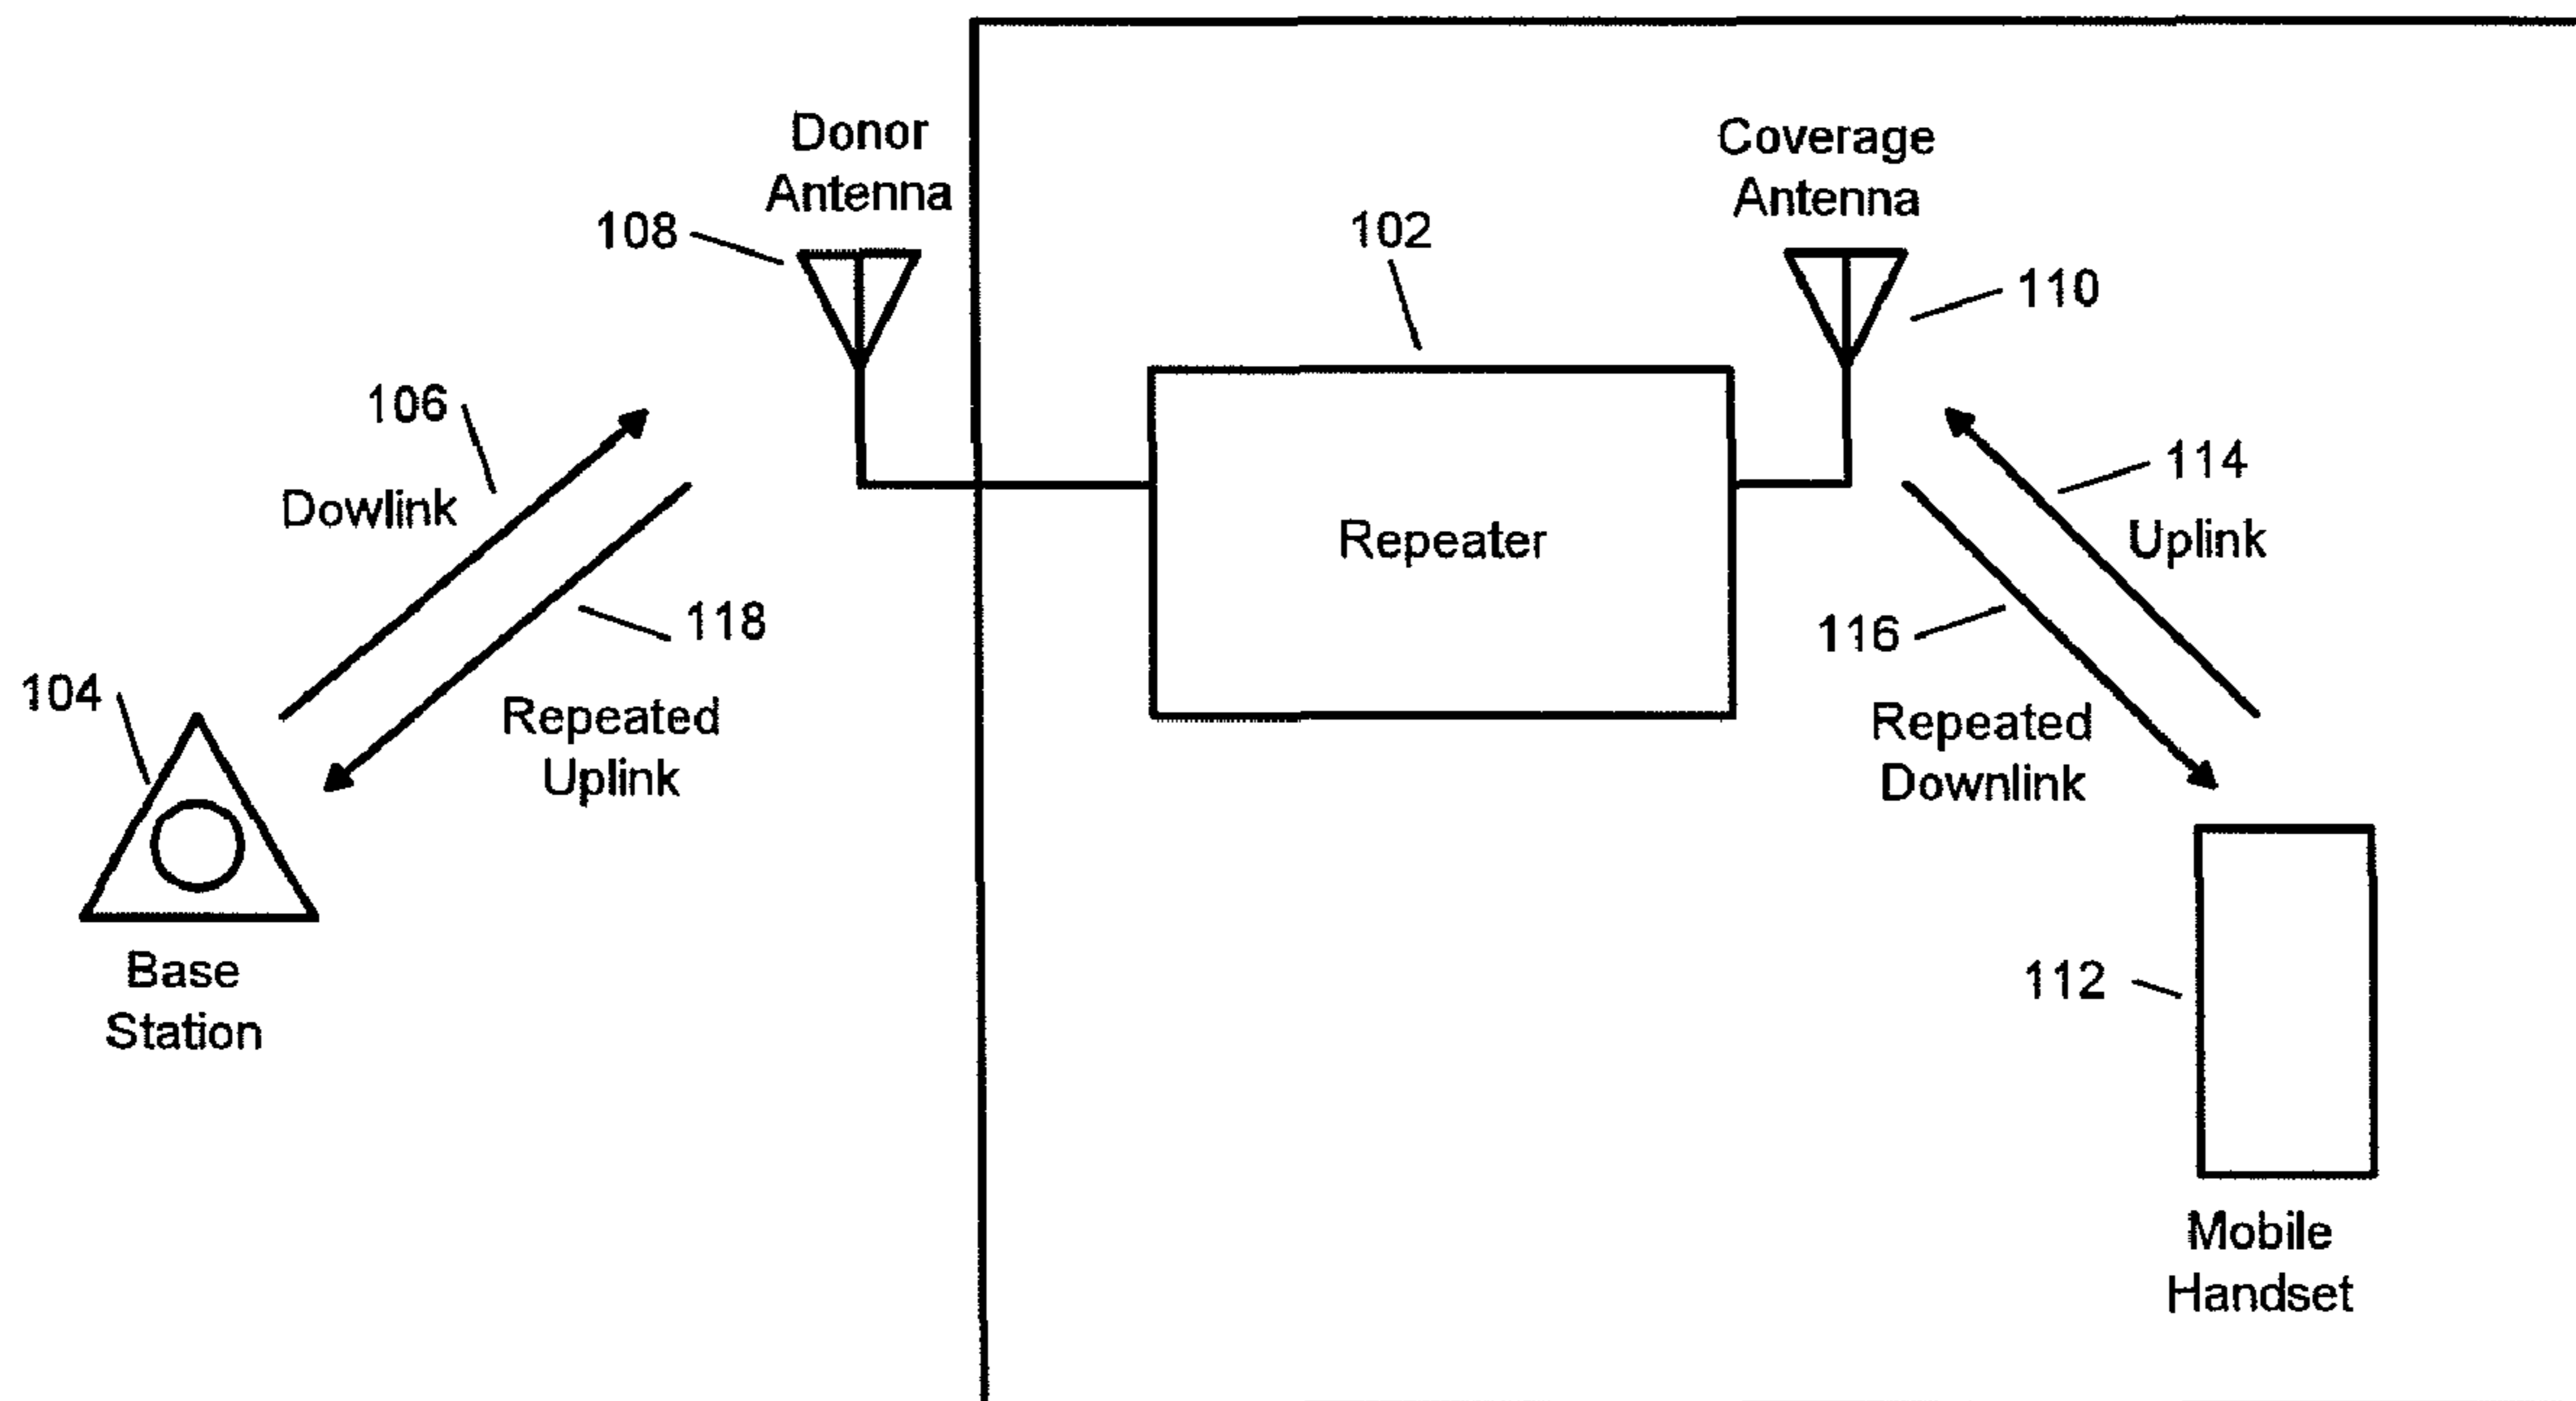 Donor
Antenna
108
102
Coverage
Antenna
110
106
Dowlink
118
Repeated
Uplink
104
Base
Station
Repeater
114
Uplink
116
Repeated
Downlink
112
Mobile
Handset